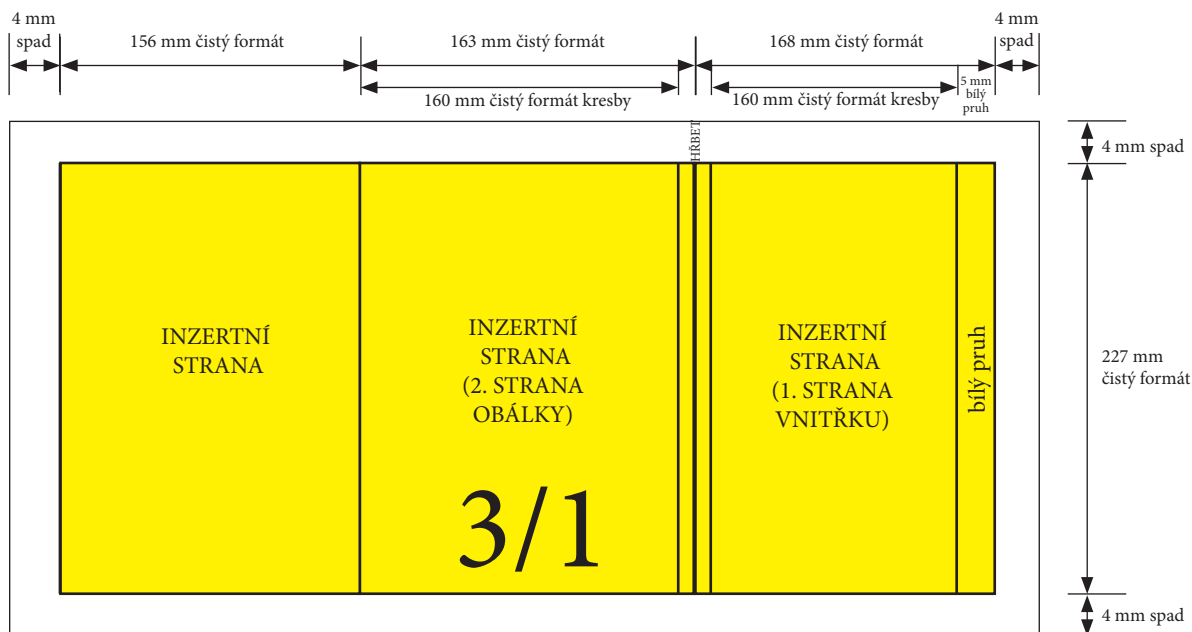 4 mm
spad
156 mm čistý formát
163 mm čistý formát
168 mm čistý formát
4 mm
spad
160 mm čistý formát kresby
160 mm čistý formát kresby
5 mm
bílý
pruh
HŘBET
4 mm spad
INZERTNÍ
STRANA
INZERTNÍ
STRANA
(2. STRANA
OBÁLKY)
INZERTNÍ
STRANA
(1. STRANA
VNITŘKU)
bílý pruh
227 mm
čistý formát
3/1
4 mm spad